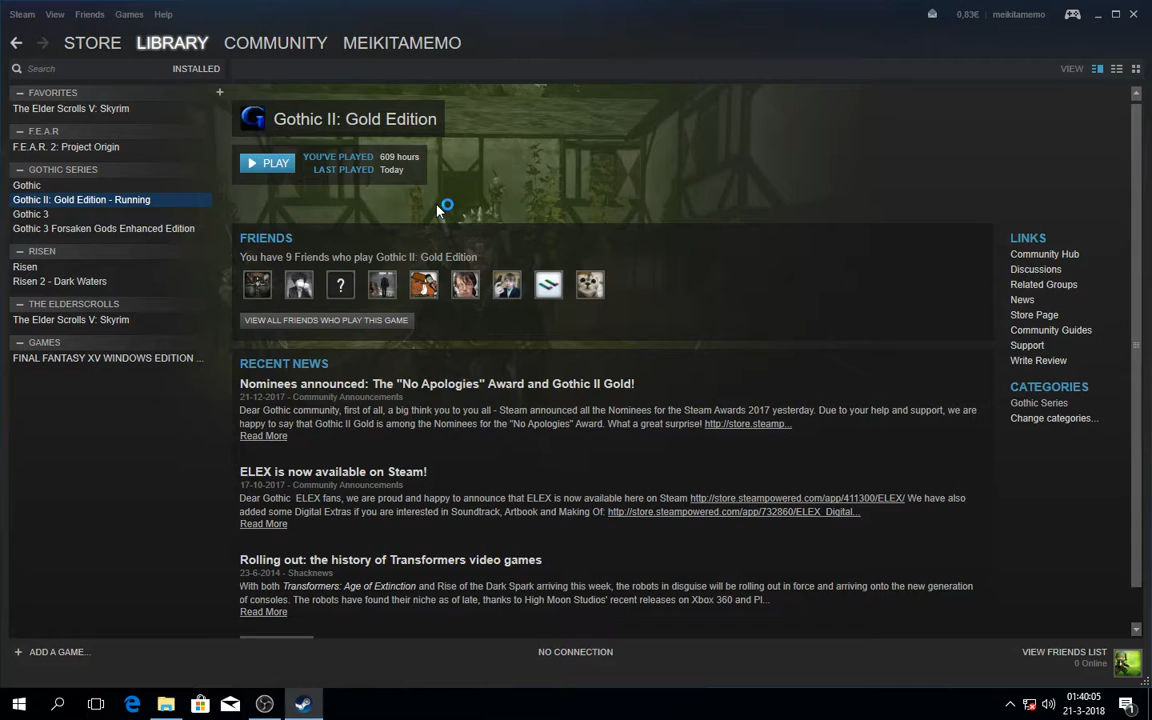 Steam View Friends Games Help
0,83€ meikitamemo
STORE LIBRARY COMMUNITY MEIKITAMEMO
Search INSTALLED
VIEW
FAVORITES
The Elder Scrolls V: Skyrim
F.E.A.R
F.E.A.R. 2: Project Origin
GOTHIC SERIES
Gothic
Gothic II: Gold Edition - Running
Gothic 3
Gothic 3 Forsaken Gods Enhanced Edition
RISEN
Risen
Risen 2 - Dark Waters
THE ELDERSCROLLS
The Elder Scrolls V: Skyrim
GAMES
FINAL FANTASY XV WINDOWS EDITION ...
+ ADD A GAME...
G Gothic II: Gold Edition
PLAY
YOU'VE PLAYED 609 hours
LAST PLAYED Today
FRIENDS
You have 9 Friends who play Gothic II: Gold Edition
?
VIEW ALL FRIENDS WHO PLAY THIS GAME
RECENT NEWS
Nominees announced: The "No Apologies" Award and Gothic II Gold!
21-12-2017 - Community Announcements
Dear Gothic community, first of all, a big think you to you all - Steam announced all the Nominees for the Steam Awards 2017 yesterday. Due to your help and support, we are
happy to say that Gothic II Gold is among the Nominees for the "No Apologies" Award. What a great surprise! http://store.steamp...
Read More
ELEX is now available on Steam!
17-10-2017 - Community Announcements
Dear Gothic ELEX fans, we are proud and happy to announce that ELEX is now available here on Steam http://store.steampowered.com/app/411300/ELEX/ We have also
added some Digital Extras if you are interested in Soundtrack, Artbook and Making Of: http://store.steampowered.com/app/732860/ELEX_Digital...
Read More
Rolling out: the history of Transformers video games
23-6-2014 - Shacknews
With both Transformers: Age of Extinction and Rise of the Dark Spark arriving this week, the robots in disguise will be rolling out in force and arriving onto the new generation
of consoles. The robots have found their niche as of late, thanks to High Moon Studios' recent releases on Xbox 360 and Pl...
Read More
LINKS
Community Hub
Discussions
Related Groups
News
Store Page
Community Guides
Support
Write Review
CATEGORIES
Gothic Series
Change categories...
NO CONNECTION
VIEW FRIENDS LIST
0 Online
01:40:05
21-3-2018
1